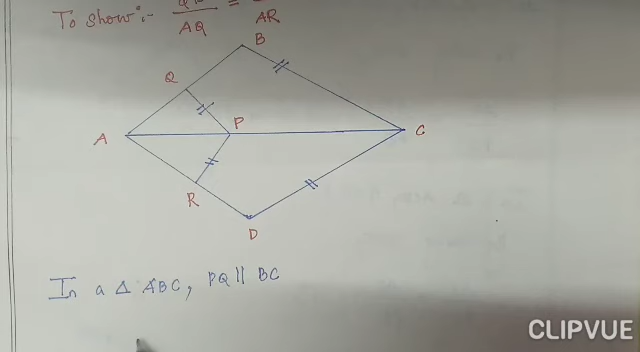 To show:- =
AQ AR
B
Q
A P C
R
D
In a Δ ABC, PQ || BC
CLIPVUE